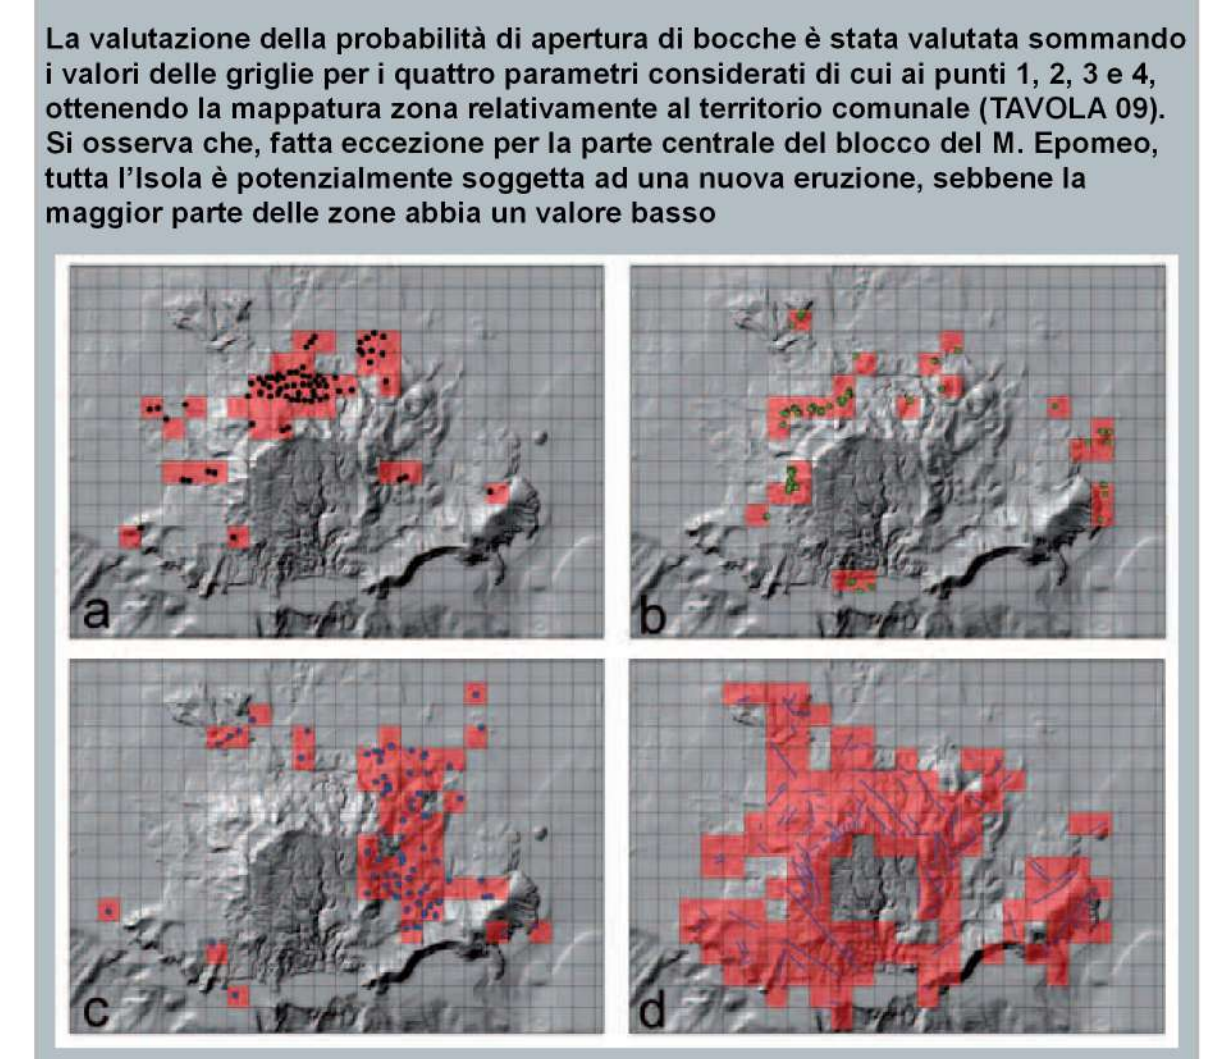 La valutazione della probabilità di apertura di bocche è stata valutata sommando
i valori delle griglie per i quattro parametri considerati di cui ai punti 1, 2, 3 e 4,
ottenendo la mappatura zona relativamente al territorio comunale (TAVOLA 09).
Si osserva che, fatta eccezione per la parte centrale del blocco del M. Epomeo,
tutta l'Isola è potenzialmente soggetta ad una nuova eruzione, sebbene la
maggior parte delle zone abbia un valore basso
a
b
c
d